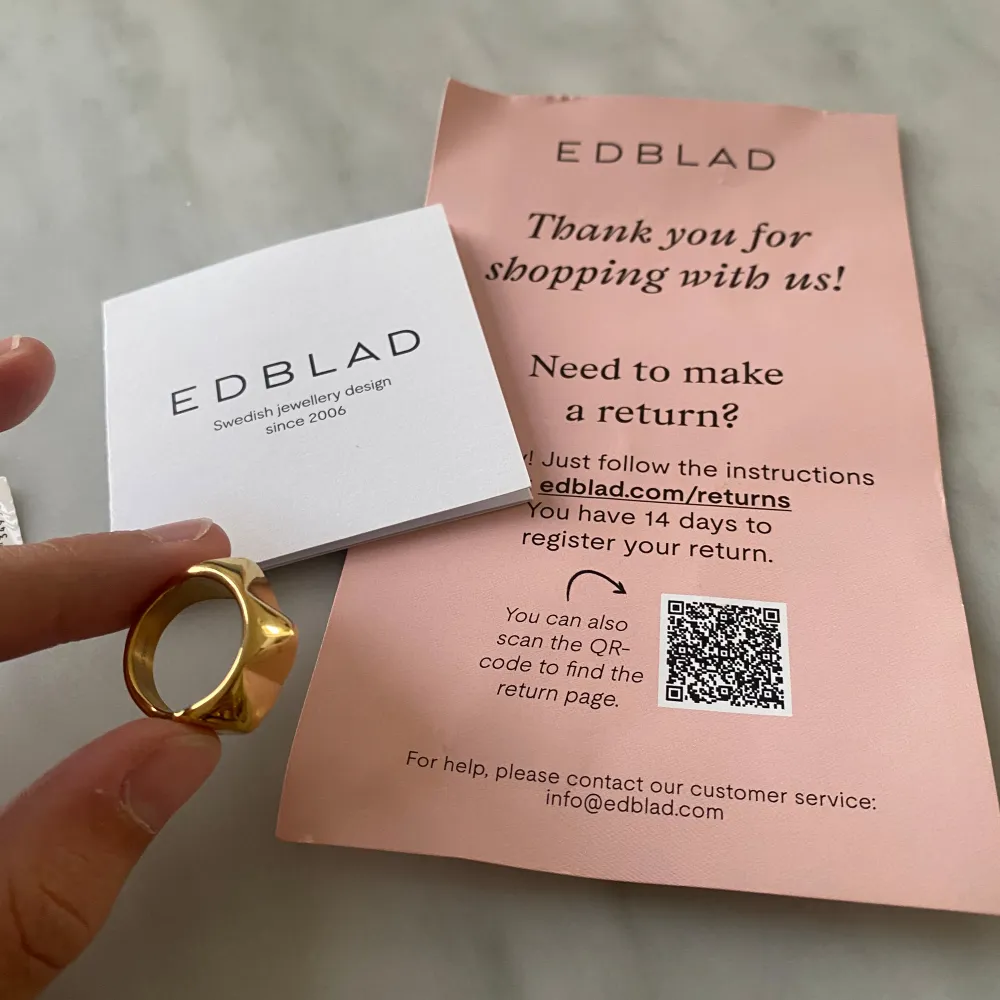 EDBLAD
Swedish jewellery design
since 2006
EDBLAD
Thank you for
shopping with us!
Need to make
a return?
! Just follow the instructions
edblad.com/returns
You have 14 days to
register your return.
You can also
scan the QR-
code to find the
return page.
For help, please contact our customer service:
info@edblad.com